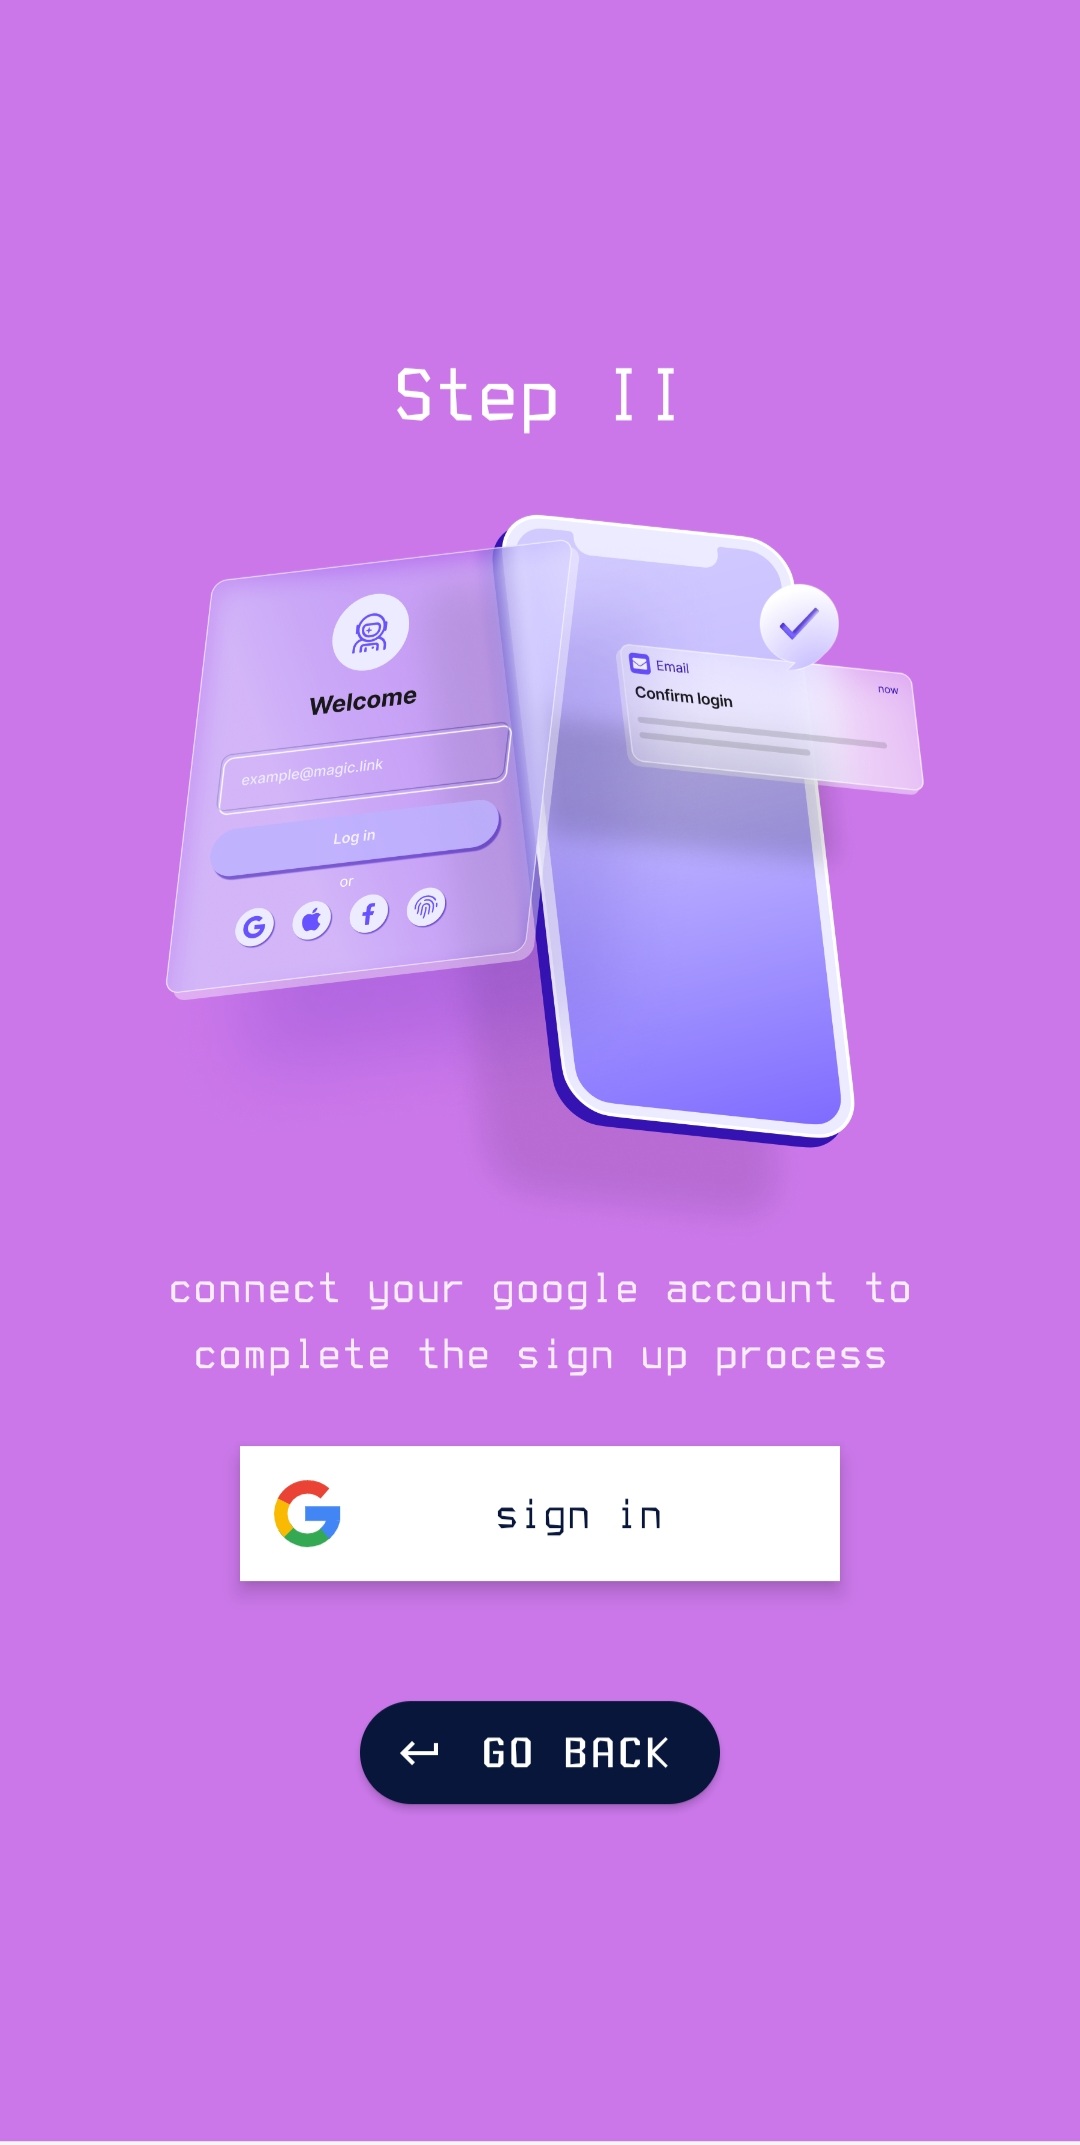 Step II
Welcome
example@magic.link
Log in
or
Email
now
Confirm login
connect your google account to
complete the sign up process
sign in
GO BACK